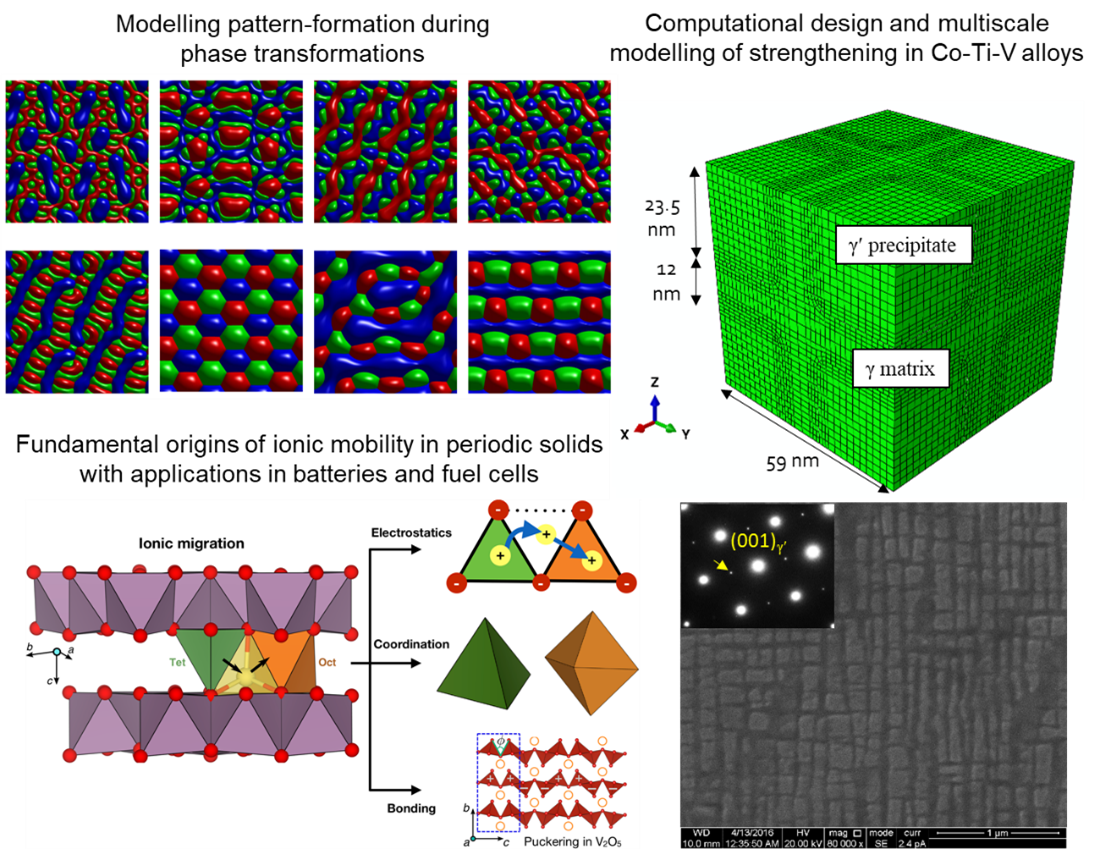 Modelling pattern-formation during
phase transformations
Computational design and multiscale
modelling of strengthening in Co-Ti-V alloys
23.5
nm
12
nm
γ′ precipitate
γ matrix
Z
X
Y
59 nm
Fundamental origins of ionic mobility in periodic solids
with applications in batteries and fuel cells
Ionic migration
b
a
c
Tet
Oct
Electrostatics
- -
+ + +
- - -
Coordination
Bonding
ϕ
+ +
+ +
b
a
c
Puckering in V₂O₅
(001)γ′
WD 4/13/2016 HV mag □ mode curr 1 μm
10.0 mm 12:35:50 AM 20.00 kV 80 000 x SE 2.4 pA